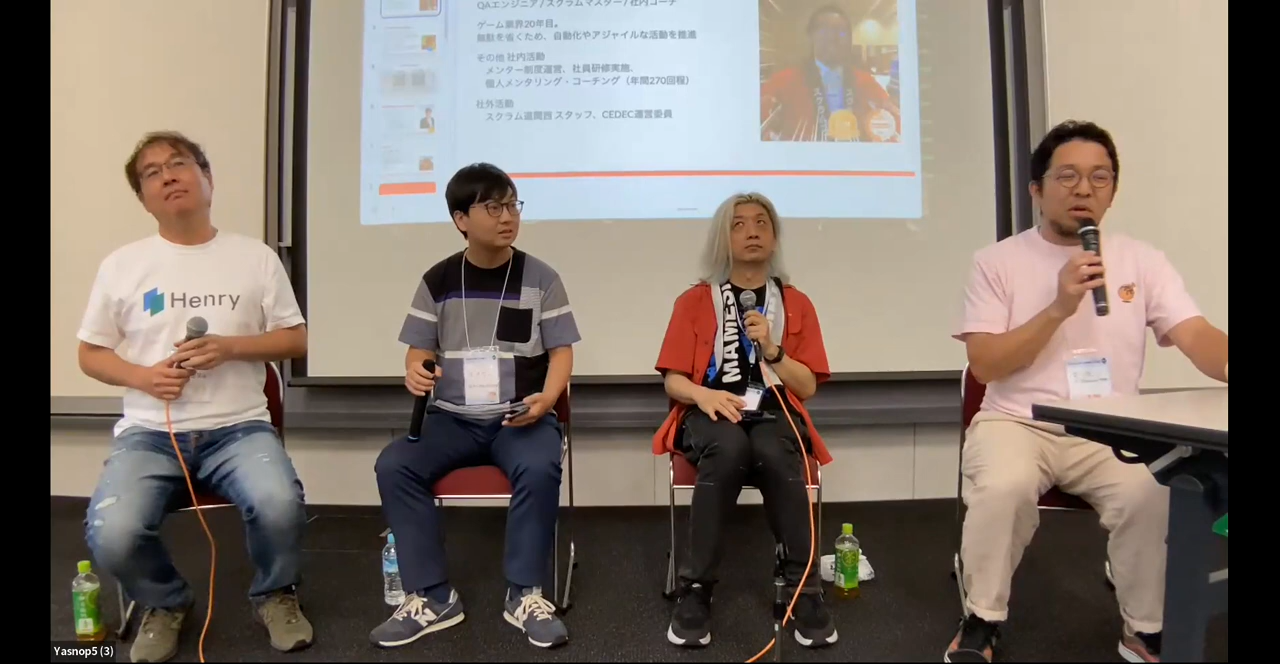 QAエンジニア / スクラムマスター / 社内コーチ
ゲーム業界20年目。
無駄を省くため、自動化やアジャイルな活動を推進
その他 社内活動
メンター制度運営、社員研修実施、
個人メンタリング・コーチング（年間270回程）
社外活動
スクラム道関西 スタッフ、CEDEC運営委員
Henry
MAMES
Yasnop5 (3)